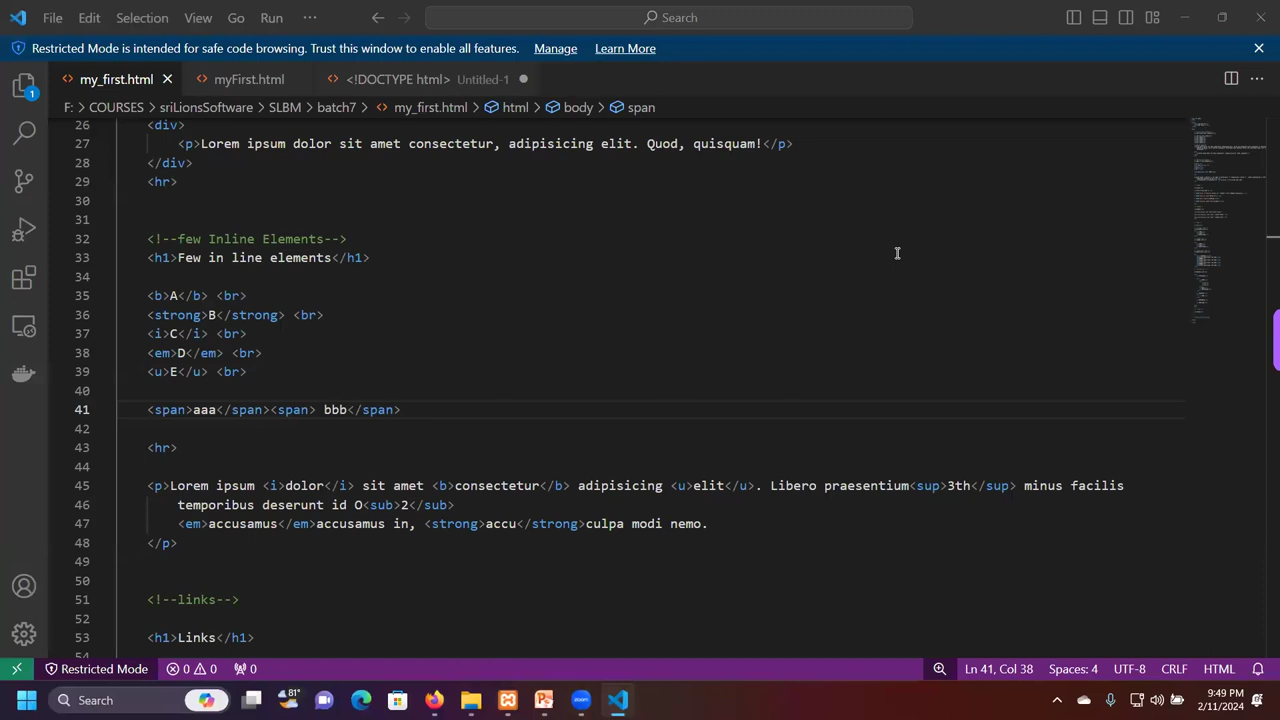 File Edit Selection View Go Run ··· Search
Restricted Mode is intended for safe code browsing. Trust this window to enable all features. Manage Learn More
my_first.html myFirst.html <!DOCTYPE html> Untitled-1
1
F: > COURSES > sriLionsSoftware > SLBM > batch7 > my_first.html > html > body > span
26 <div>
27 <p>Lorem ipsum dolor sit amet consectetur, adipisicing elit. Quod, quisquam!</p>
28 </div>
29 <hr>
30
31
32 <!--few Inline Elements-->
33 <h1>Few in line elements</h1>
34
35 <b>A</b> <br>
36 <strong>B</strong> <br>
37 <i>C</i> <br>
38 <em>D</em> <br>
39 <u>E</u> <br>
40
41 <span>aaa</span><span> bbb</span>
42
43 <hr>
44
45 <p>Lorem ipsum <i>dolor</i> sit amet <b>consectetur</b> adipisicing <u>elit</u>. Libero praesentium<sup>3th</sup> minus facilis
46 temporibus deserunt id O<sub>2</sub>
47 <em>accusamus</em>accusamus in, <strong>accu</strong>culpa modi nemo.
48 </p>
49
50
51 <!--links-->
52
53 <h1>Links</h1>
54
Restricted Mode 0 0 0 Ln 41, Col 38 Spaces: 4 UTF-8 CRLF HTML
Search 81° zoom 9:49 PM
2/11/2024